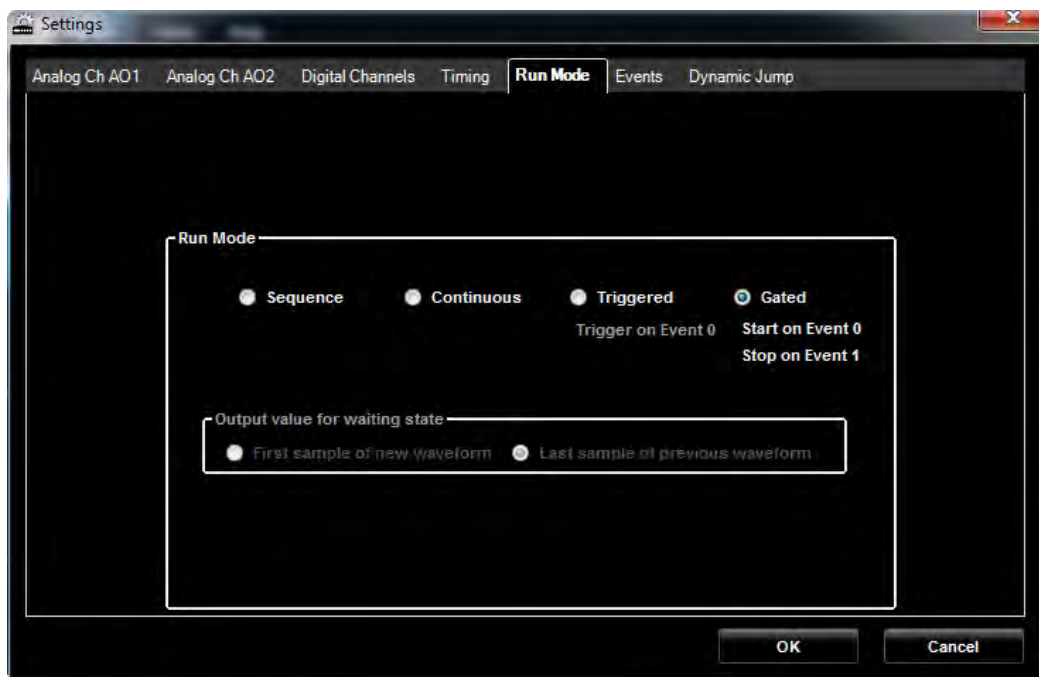 Settings
X
Analog Ch AO1 Analog Ch AO2 Digital Channels Timing Run Mode Events Dynamic Jump
Run Mode
Sequence Continuous Triggered Gated
Trigger on Event 0 Start on Event 0
Stop on Event 1
Output value for waiting state
First sample of new waveform Last sample of previous waveform
OK Cancel